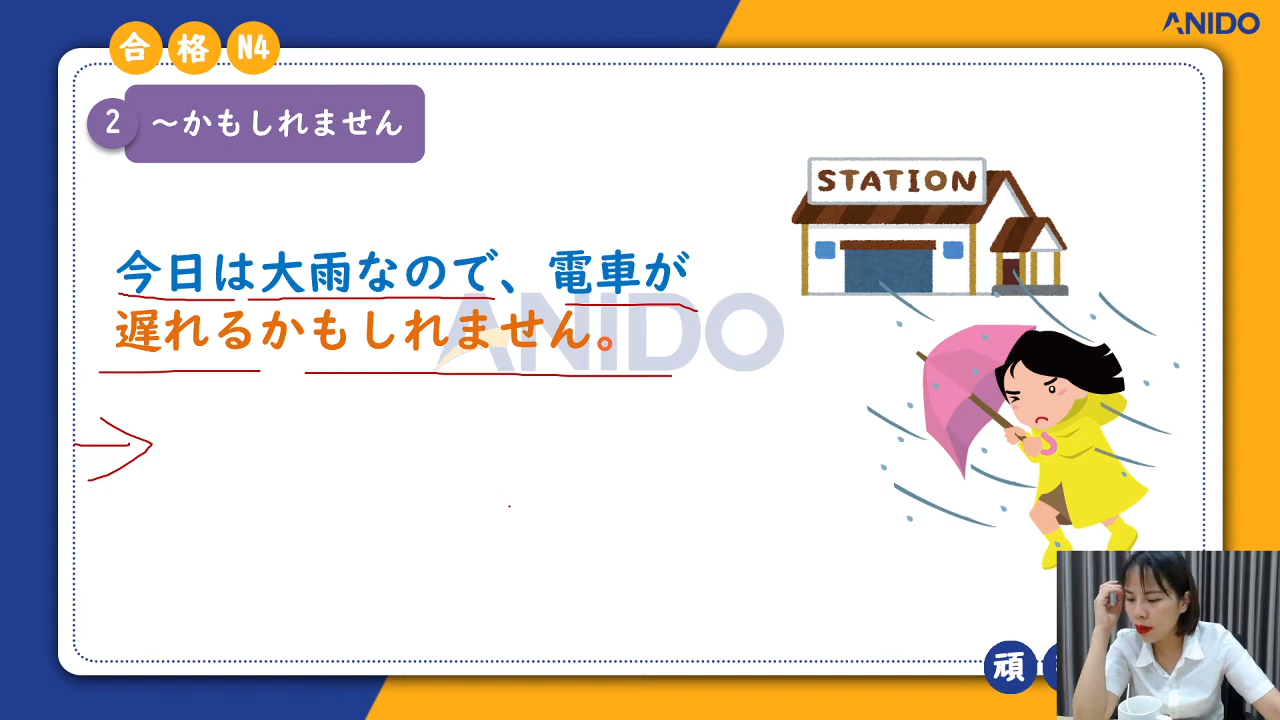 ANIDO
合格N4
2 ～かもしれません
STATION
今日は大雨なので、電車が
遅れるかもしれません。
ANIDO
頑